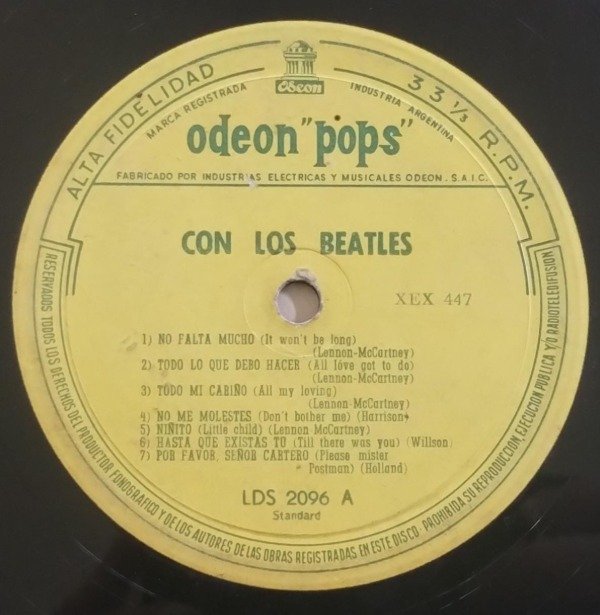 ALTA FIDELIDAD
MARCA REGISTRADA
Odeon
INDUSTRIA ARGENTINA
33 1/3 R.P.M.
odeon "pops"
FABRICADO POR INDUSTRIAS ELECTRICAS Y MUSICALES ODEON. S.A.I.C.
CON LOS BEATLES
XEX 447
1) NO FALTA MUCHO (It won't be long)
(Lennon-McCartney)
2) TODO LO QUE DEBO HACER (All love got to do)
(Lennon-McCartney)
3) TODO MI CARIÑO (All my loving)
(Lennon-McCartney)
4) NO ME MOLESTES (Don't bother me) (Harrison)
5) NIÑITO (Little child) (Lennon McCartney)
6) HASTA QUE EXISTAS TU (Till there was you) (Willson)
7) POR FAVOR, SEÑOR CARTERO (Please mister
Postman) (Holland)
LDS 2096 A
Standard
RESERVADOS TODOS LOS DERECHOS DEL PRODUCTOR FONOGRAFICO Y DE LOS AUTORES DE LAS OBRAS REGISTRADAS EN ESTE DISCO · PROHIBIDA SU REPRODUCCION, EJECUCION PUBLICA Y/O RADIOTELEDIFUSION